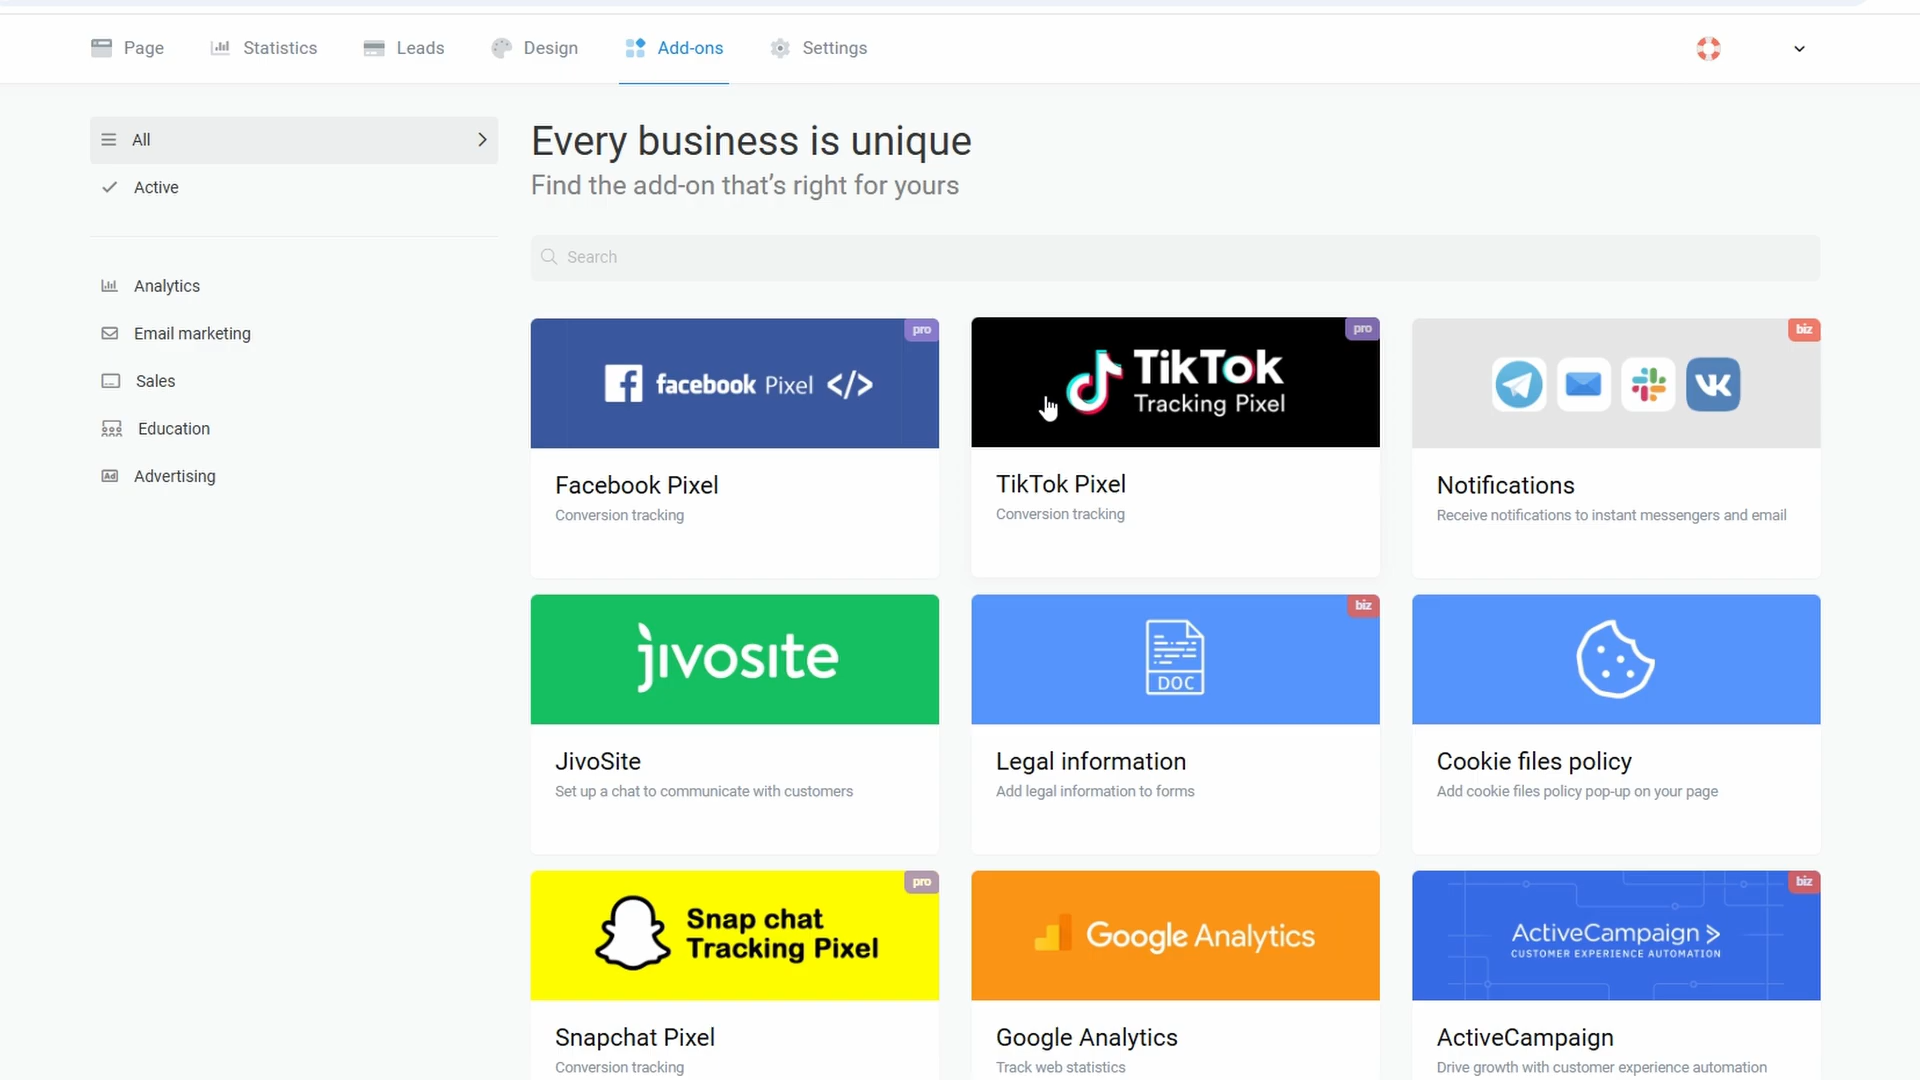 Page
Statistics
Leads
Design
Add-ons
Settings
All
Active
Analytics
Email marketing
Sales
Education
Advertising
Every business is unique
Find the add-on that’s right for yours
Search
pro
facebook Pixel </>
Facebook Pixel
Conversion tracking
pro
TikTok
Tracking Pixel
TikTok Pixel
Conversion tracking
biz
Notifications
Receive notifications to instant messengers and email
jivosite
JivoSite
Set up a chat to communicate with customers
biz
DOC
Legal information
Add legal information to forms
Cookie files policy
Add cookie files policy pop-up on your page
pro
Snap chat
Tracking Pixel
Snapchat Pixel
Conversion tracking
Google Analytics
Google Analytics
Track web statistics
biz
ActiveCampaign >
CUSTOMER EXPERIENCE AUTOMATION
ActiveCampaign
Drive growth with customer experience automation